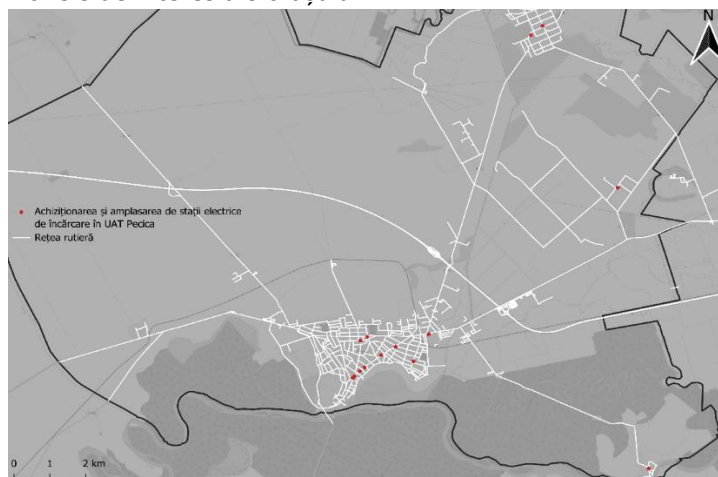 N
Achiziționarea și amplasarea de stații electrice
de încărcare în UAT Pecica
Rețea rutieră
0 1 2 km